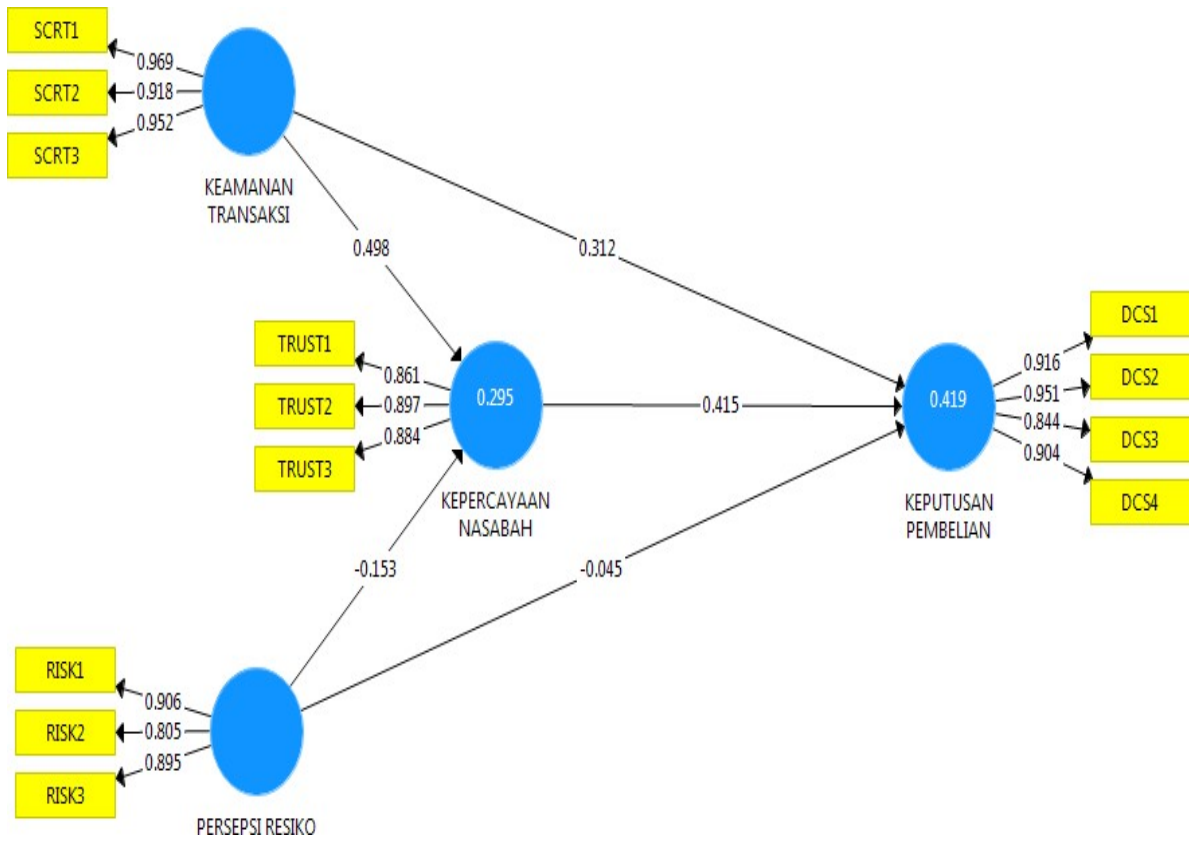 SCRT1
0.969
SCRT2
0.918
SCRT3
0.952
KEAMANAN
TRANSAKSI
0.498
0.312
TRUST1
0.861
TRUST2
0.897
TRUST3
0.884
0.295
KEPERCAYAAN
NASABAH
0.415
0.419
KEPUTUSAN
PEMBELIAN
DCS1
0.916
DCS2
0.951
DCS3
0.844
DCS4
0.904
-0.153
-0.045
RISK1
0.906
RISK2
0.805
RISK3
0.895
PERSEPSI RESIKO